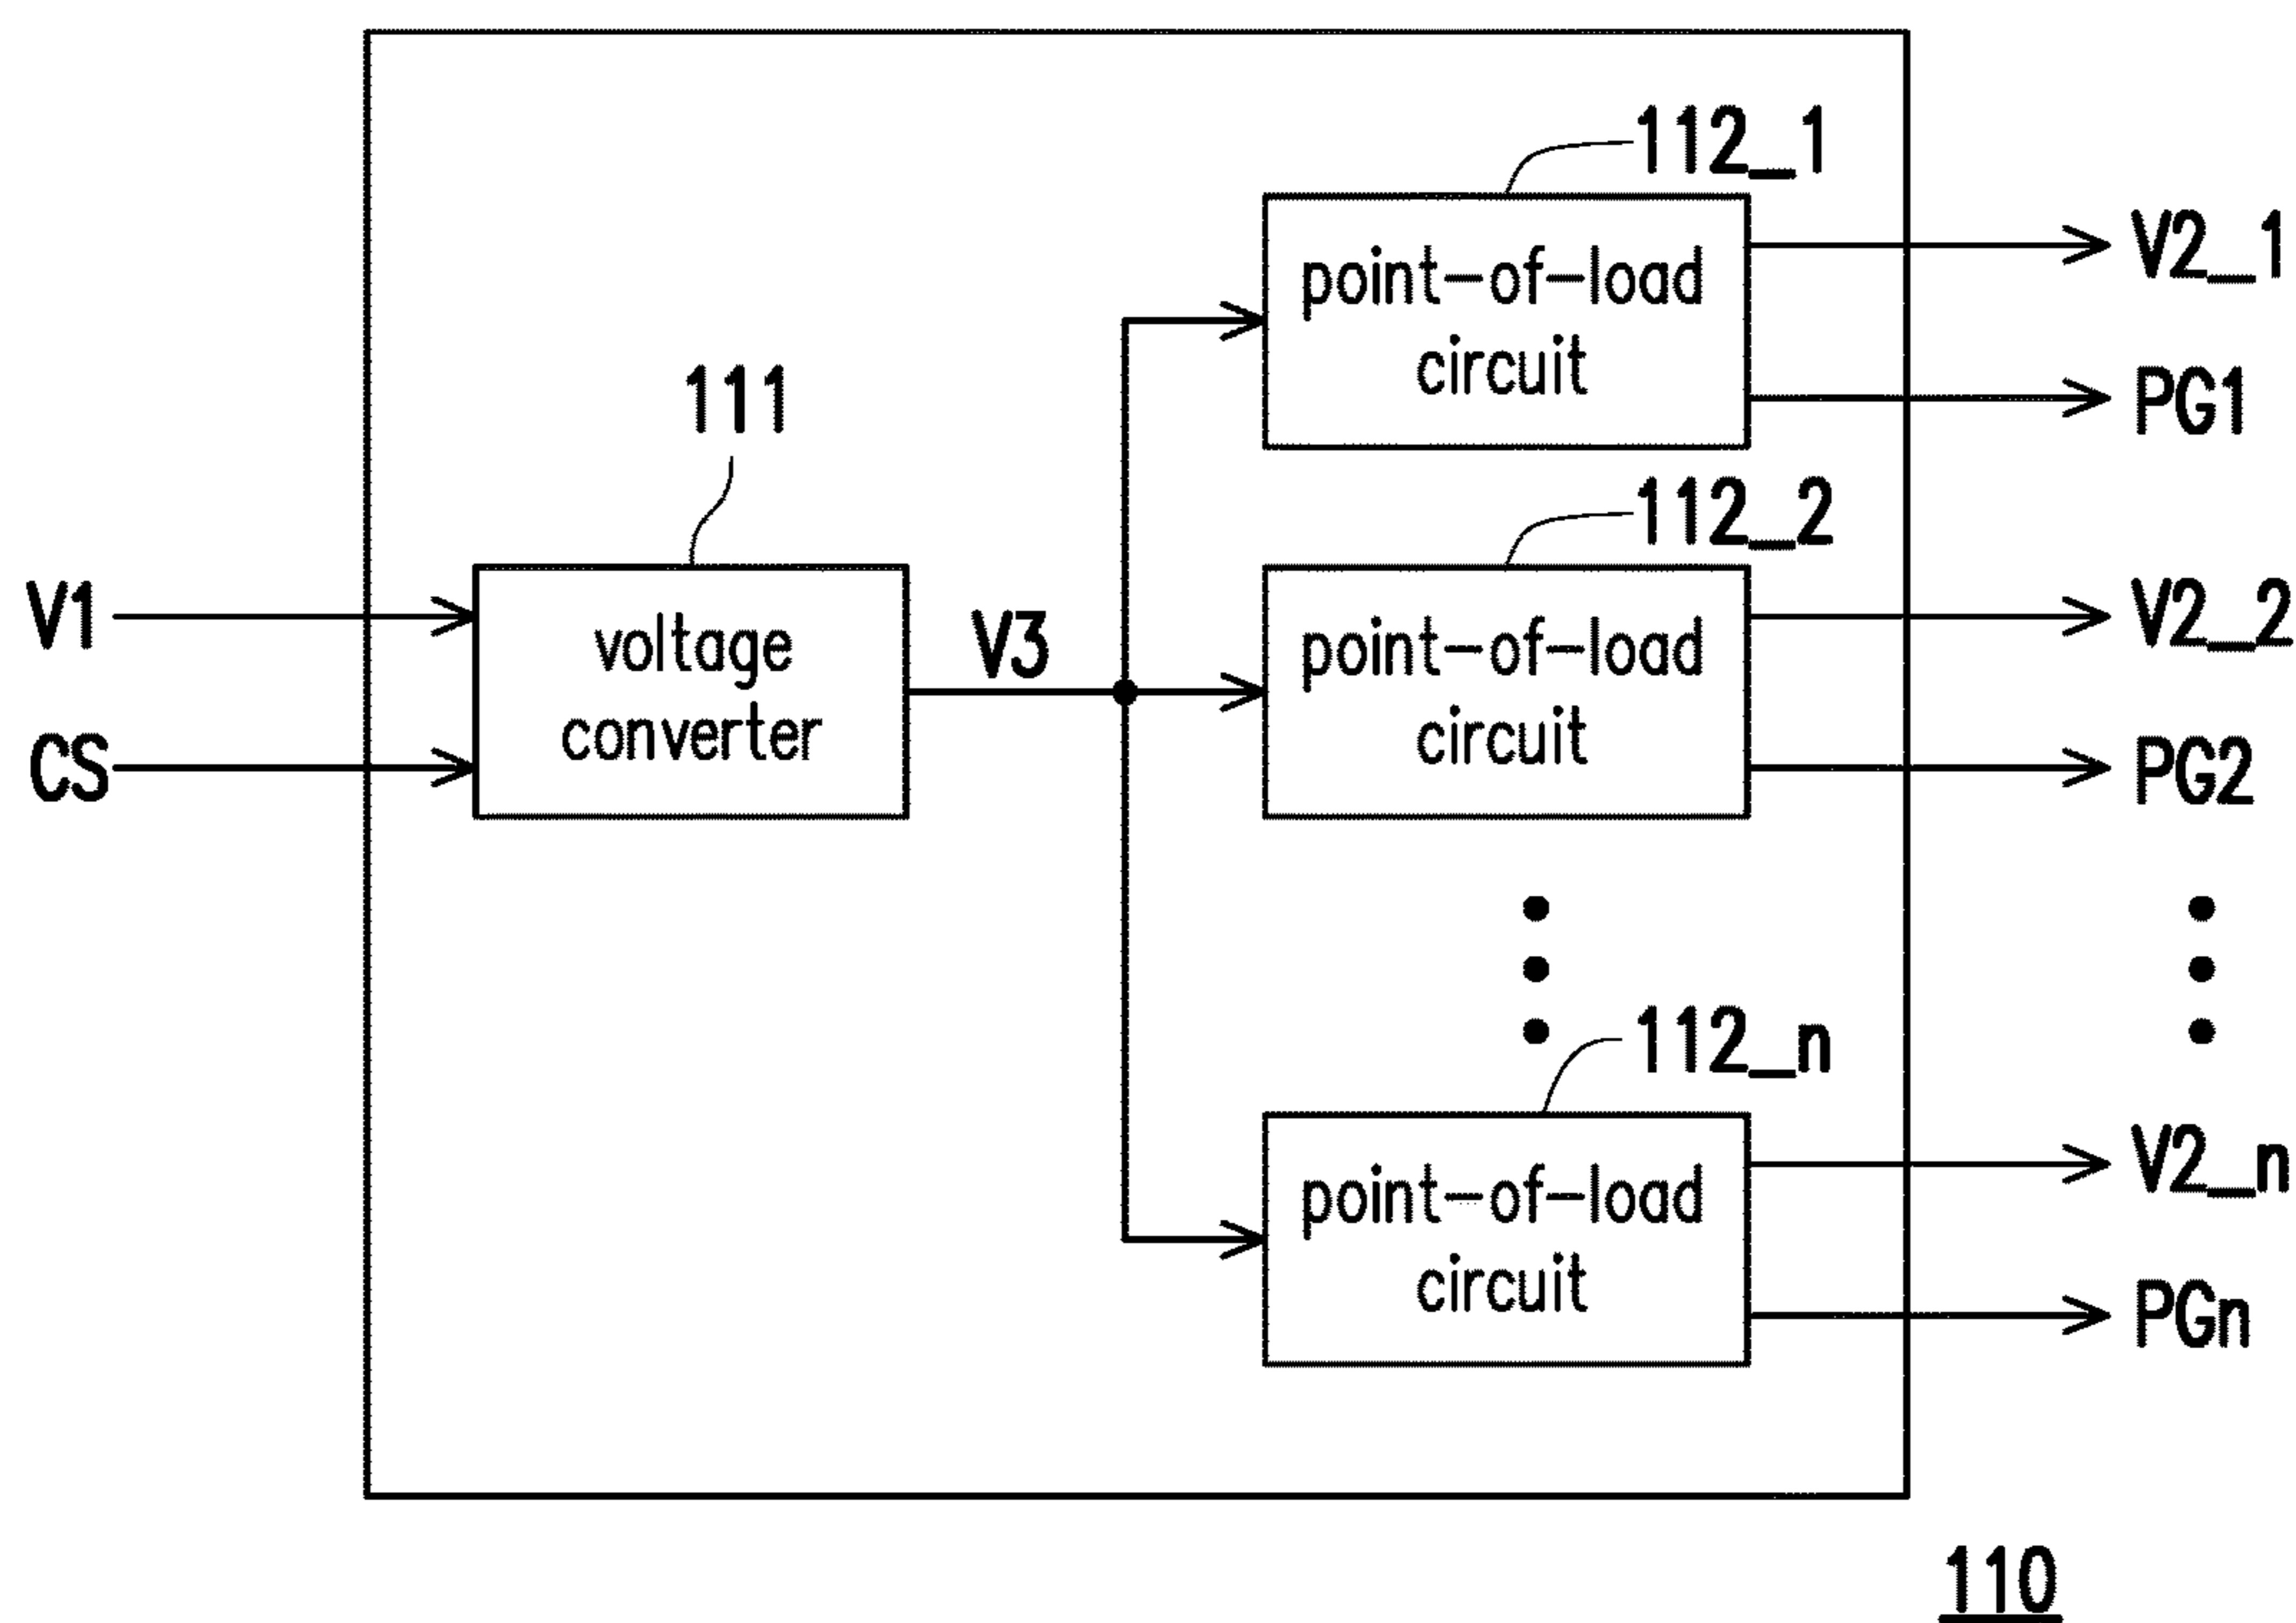 112_1
point-of-load
circuit
V2_1
PG1
111
V1
CS
voltage
converter
V3
112_2
point-of-load
circuit
V2_2
PG2
112_n
point-of-load
circuit
V2_n
PGn
110